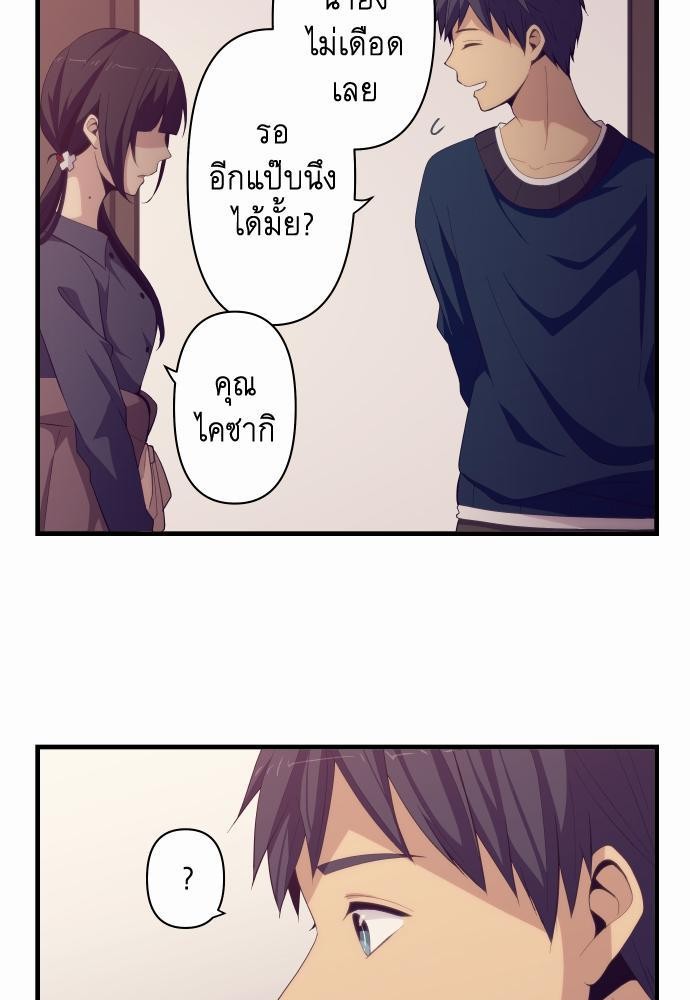 ไม่เดือด
เลย
รอ
อีกแป๊บนึง
ได้มั้ย?
คุณ
ไคซากิ
?